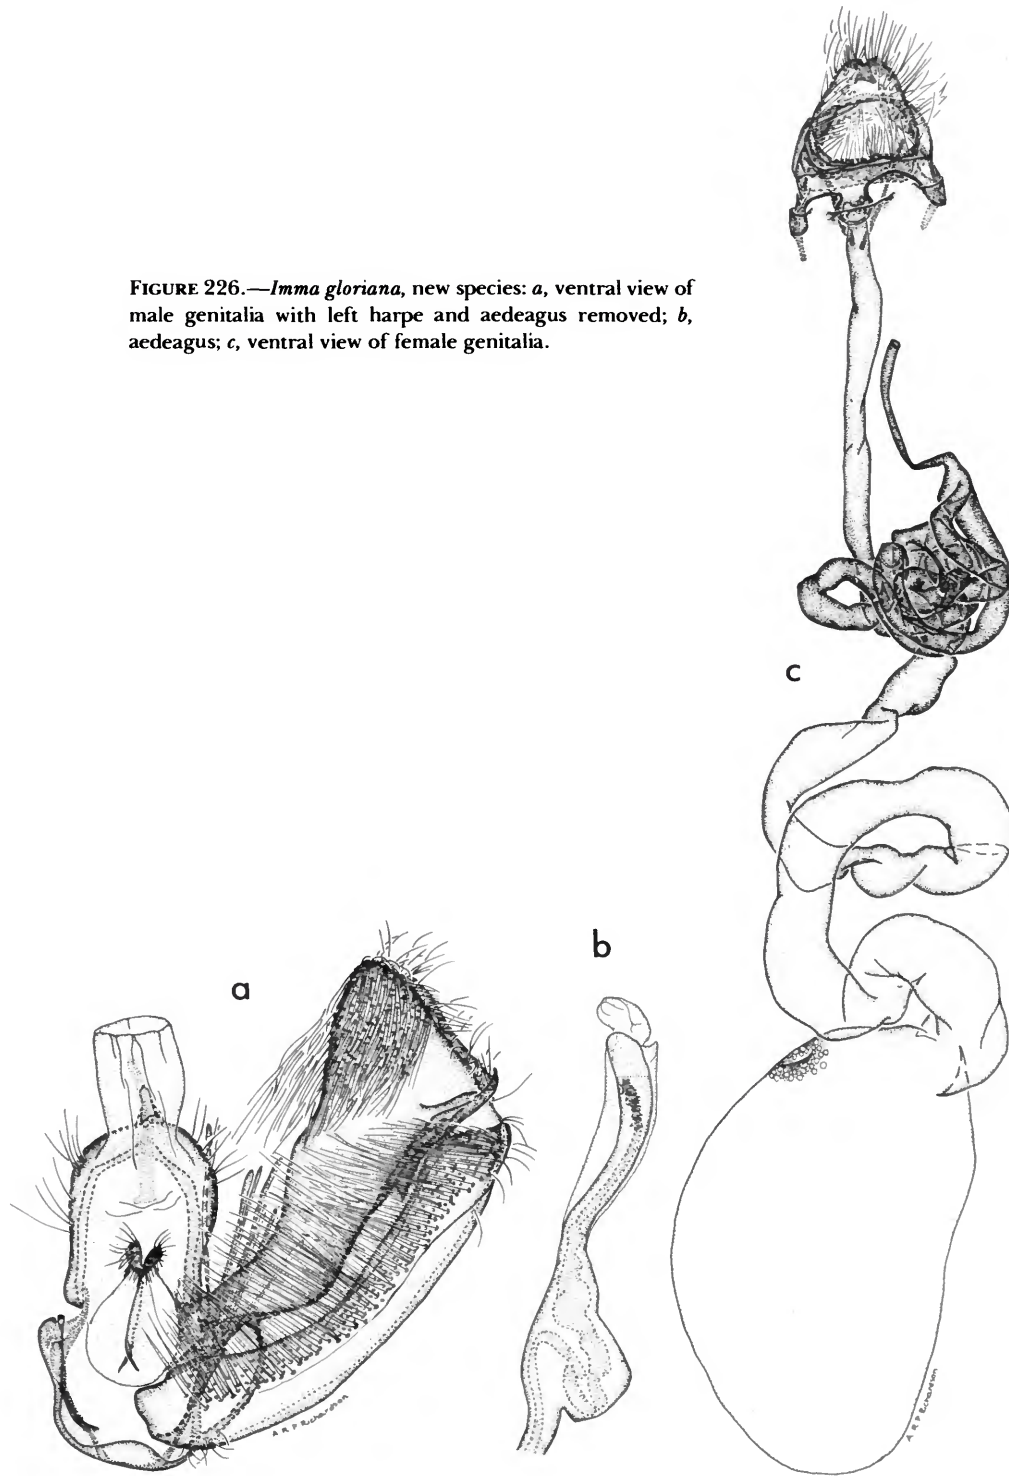 FIGURE 226.—Imma gloriana, new species: a, ventral view of
male genitalia with left harpe and aedeagus removed; b,
aedeagus; c, ventral view of female genitalia.
c
b
a
A R P Richardson
A R P Richardson